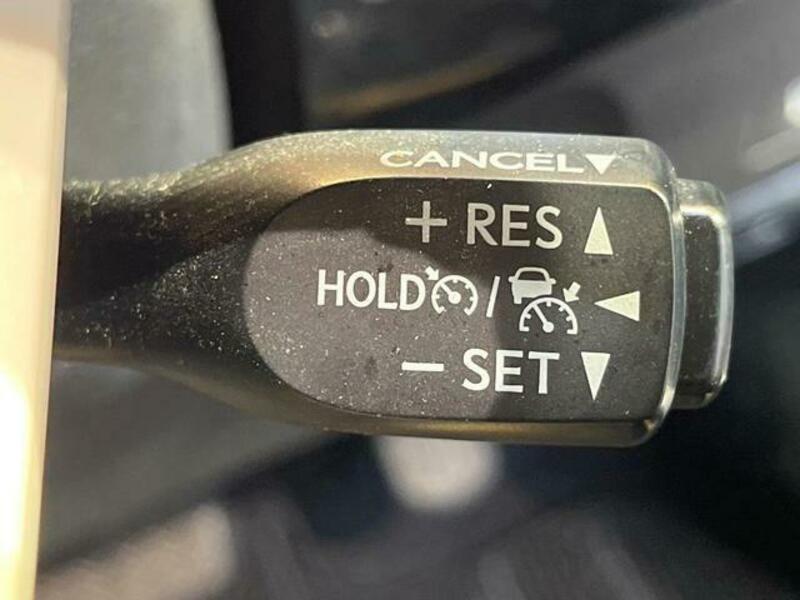 CANCEL▼
+ RES ▲
HOLD / ◀
− SET ▼